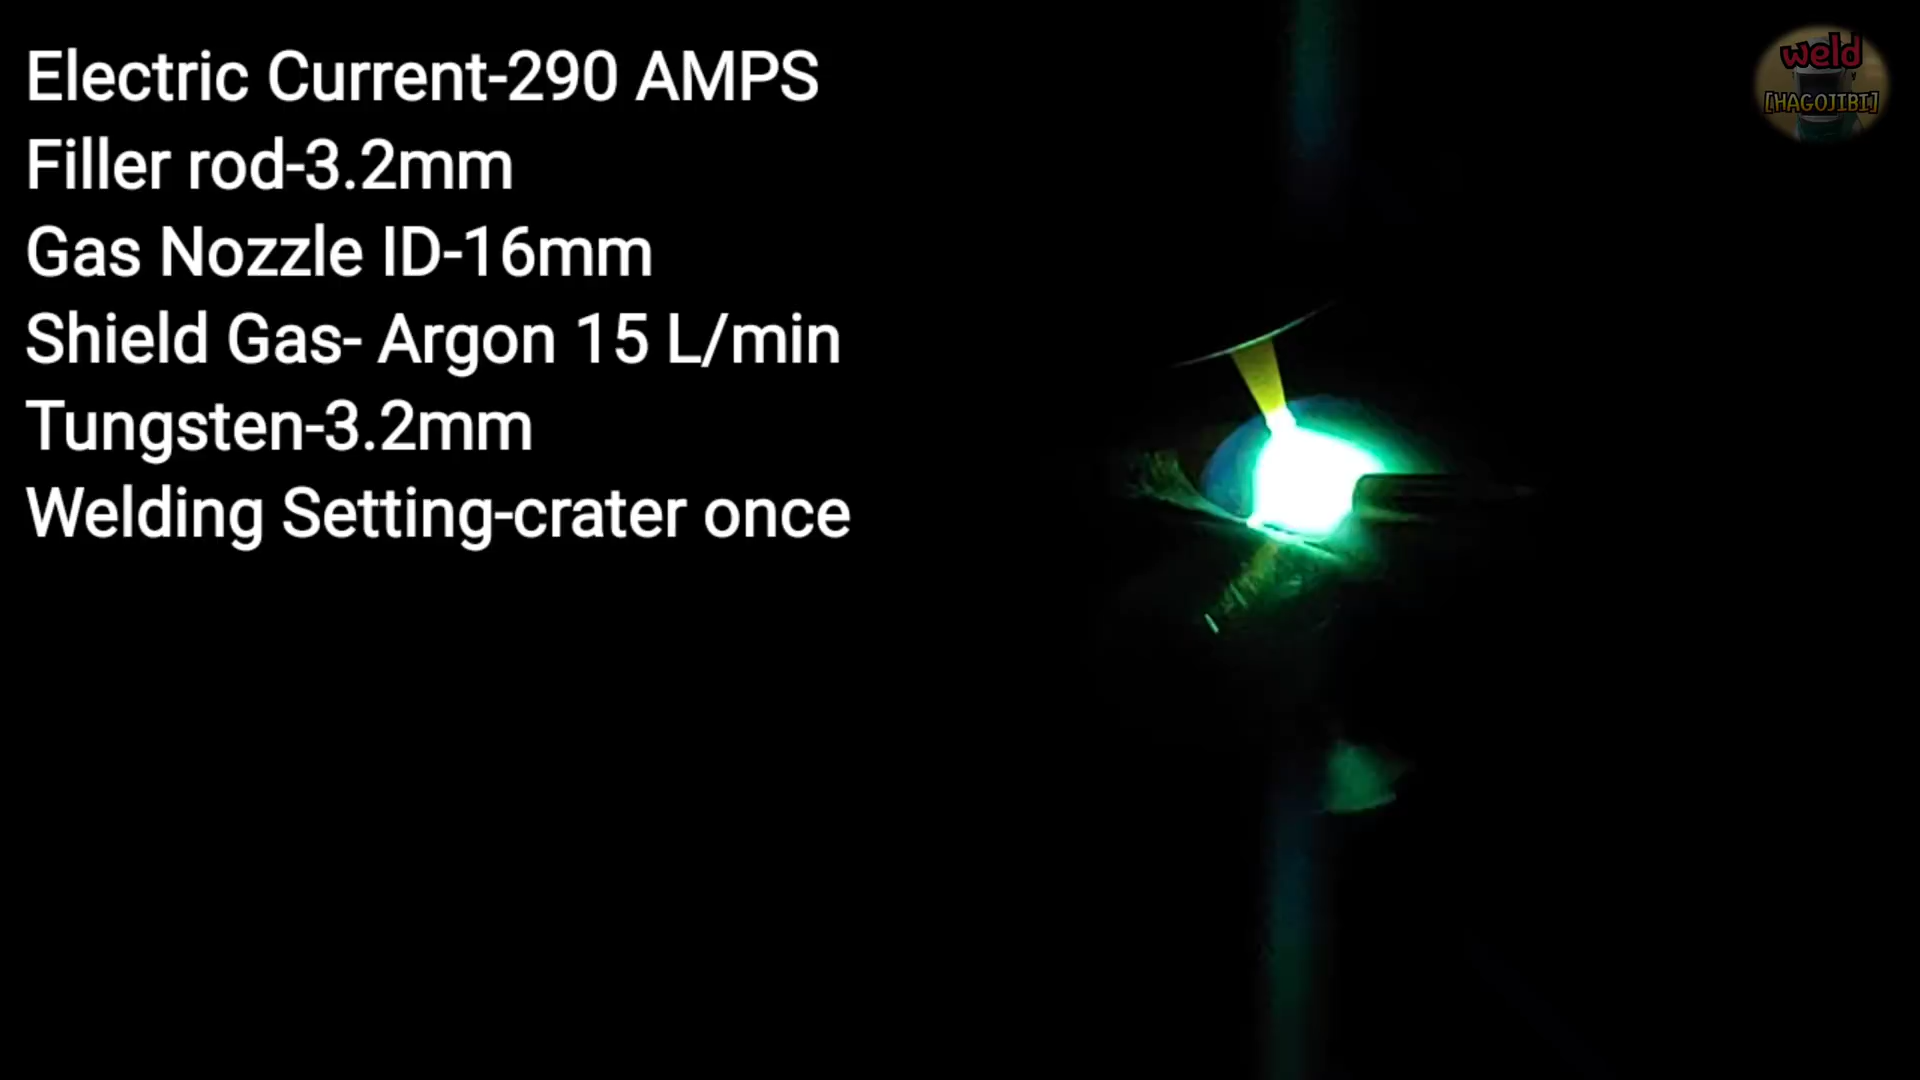 Electric Current-290 AMPS
Filler rod-3.2mm
Gas Nozzle ID-16mm
Shield Gas- Argon 15 L/min
Tungsten-3.2mm
Welding Setting-crater once
weld
[HAGOJIBI]